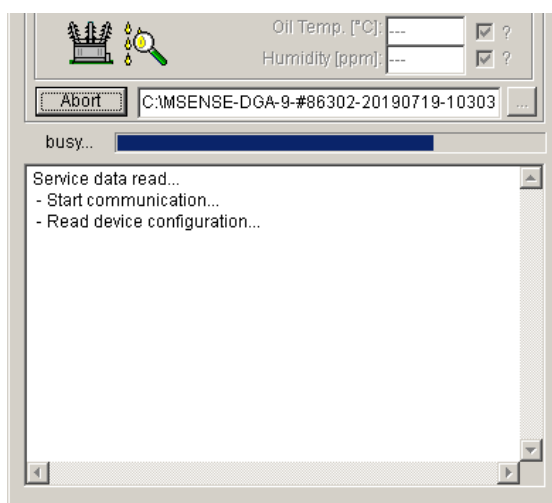 Oil Temp. [°C]: --- ?
Humidity [ppm]: --- ?
Abort C:\MSENSE-DGA-9-#86302-20190719-10303 ...
busy...
Service data read...
- Start communication...
- Read device configuration...